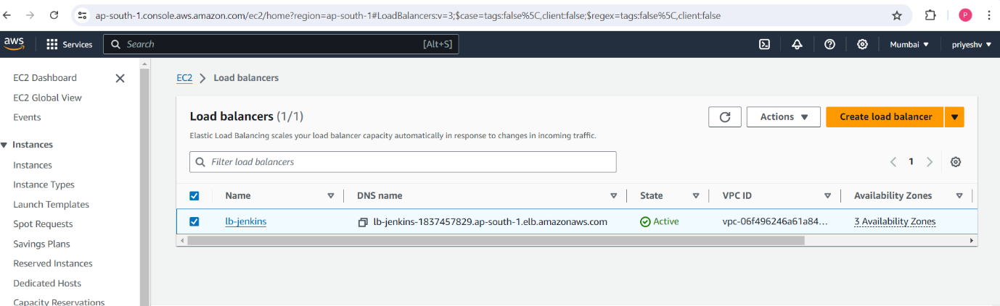 ap-south-1.console.aws.amazon.com/ec2/home?region=ap-south-1#LoadBalancers:v=3;$case=tags:false%5C,client:false;$regex=tags:false%5C,client:false
P
aws
Services
Search
[Alt+S]
Mumbai
priyeshv
EC2 Dashboard
EC2 Global View
Events
Instances
Instances
Instance Types
Launch Templates
Spot Requests
Savings Plans
Reserved Instances
Dedicated Hosts
Capacity Reservations
EC2 > Load balancers
Load balancers (1/1)
Actions
Create load balancer
Elastic Load Balancing scales your load balancer capacity automatically in response to changes in incoming traffic.
Filter load balancers
1
Name DNS name State VPC ID Availability Zones
lb-jenkins lb-jenkins-1837457829.ap-south-1.elb.amazonaws.com Active vpc-06f496246a61a84... 3 Availability Zones